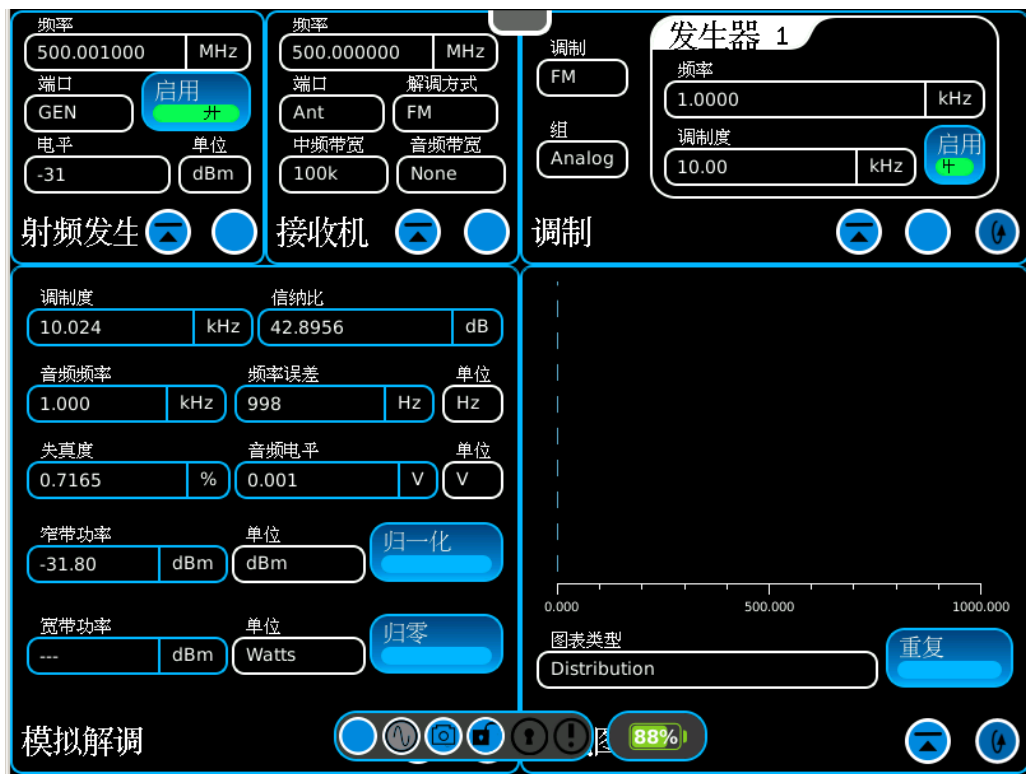 频率
500.001000 MHz
端口
GEN
启用
开
电平 单位
-31 dBm
射频发生
频率
500.000000 MHz
端口 解调方式
Ant FM
中频带宽 音频带宽
100k None
接收机
调制
FM
组
Analog
发生器 1
频率
1.0000 kHz
调制度
10.00 kHz
启用
调制
调制度 信纳比
10.024 kHz 42.8956 dB
音频频率 频率误差 单位
1.000 kHz 998 Hz Hz
失真度 音频电平 单位
0.7165 % 0.001 V V
窄带功率 单位
-31.80 dBm dBm
归一化
宽带功率 单位
--- dBm Watts
归零
模拟解调
0.000 500.000 1000.000
图表类型
Distribution
重复
图
88%